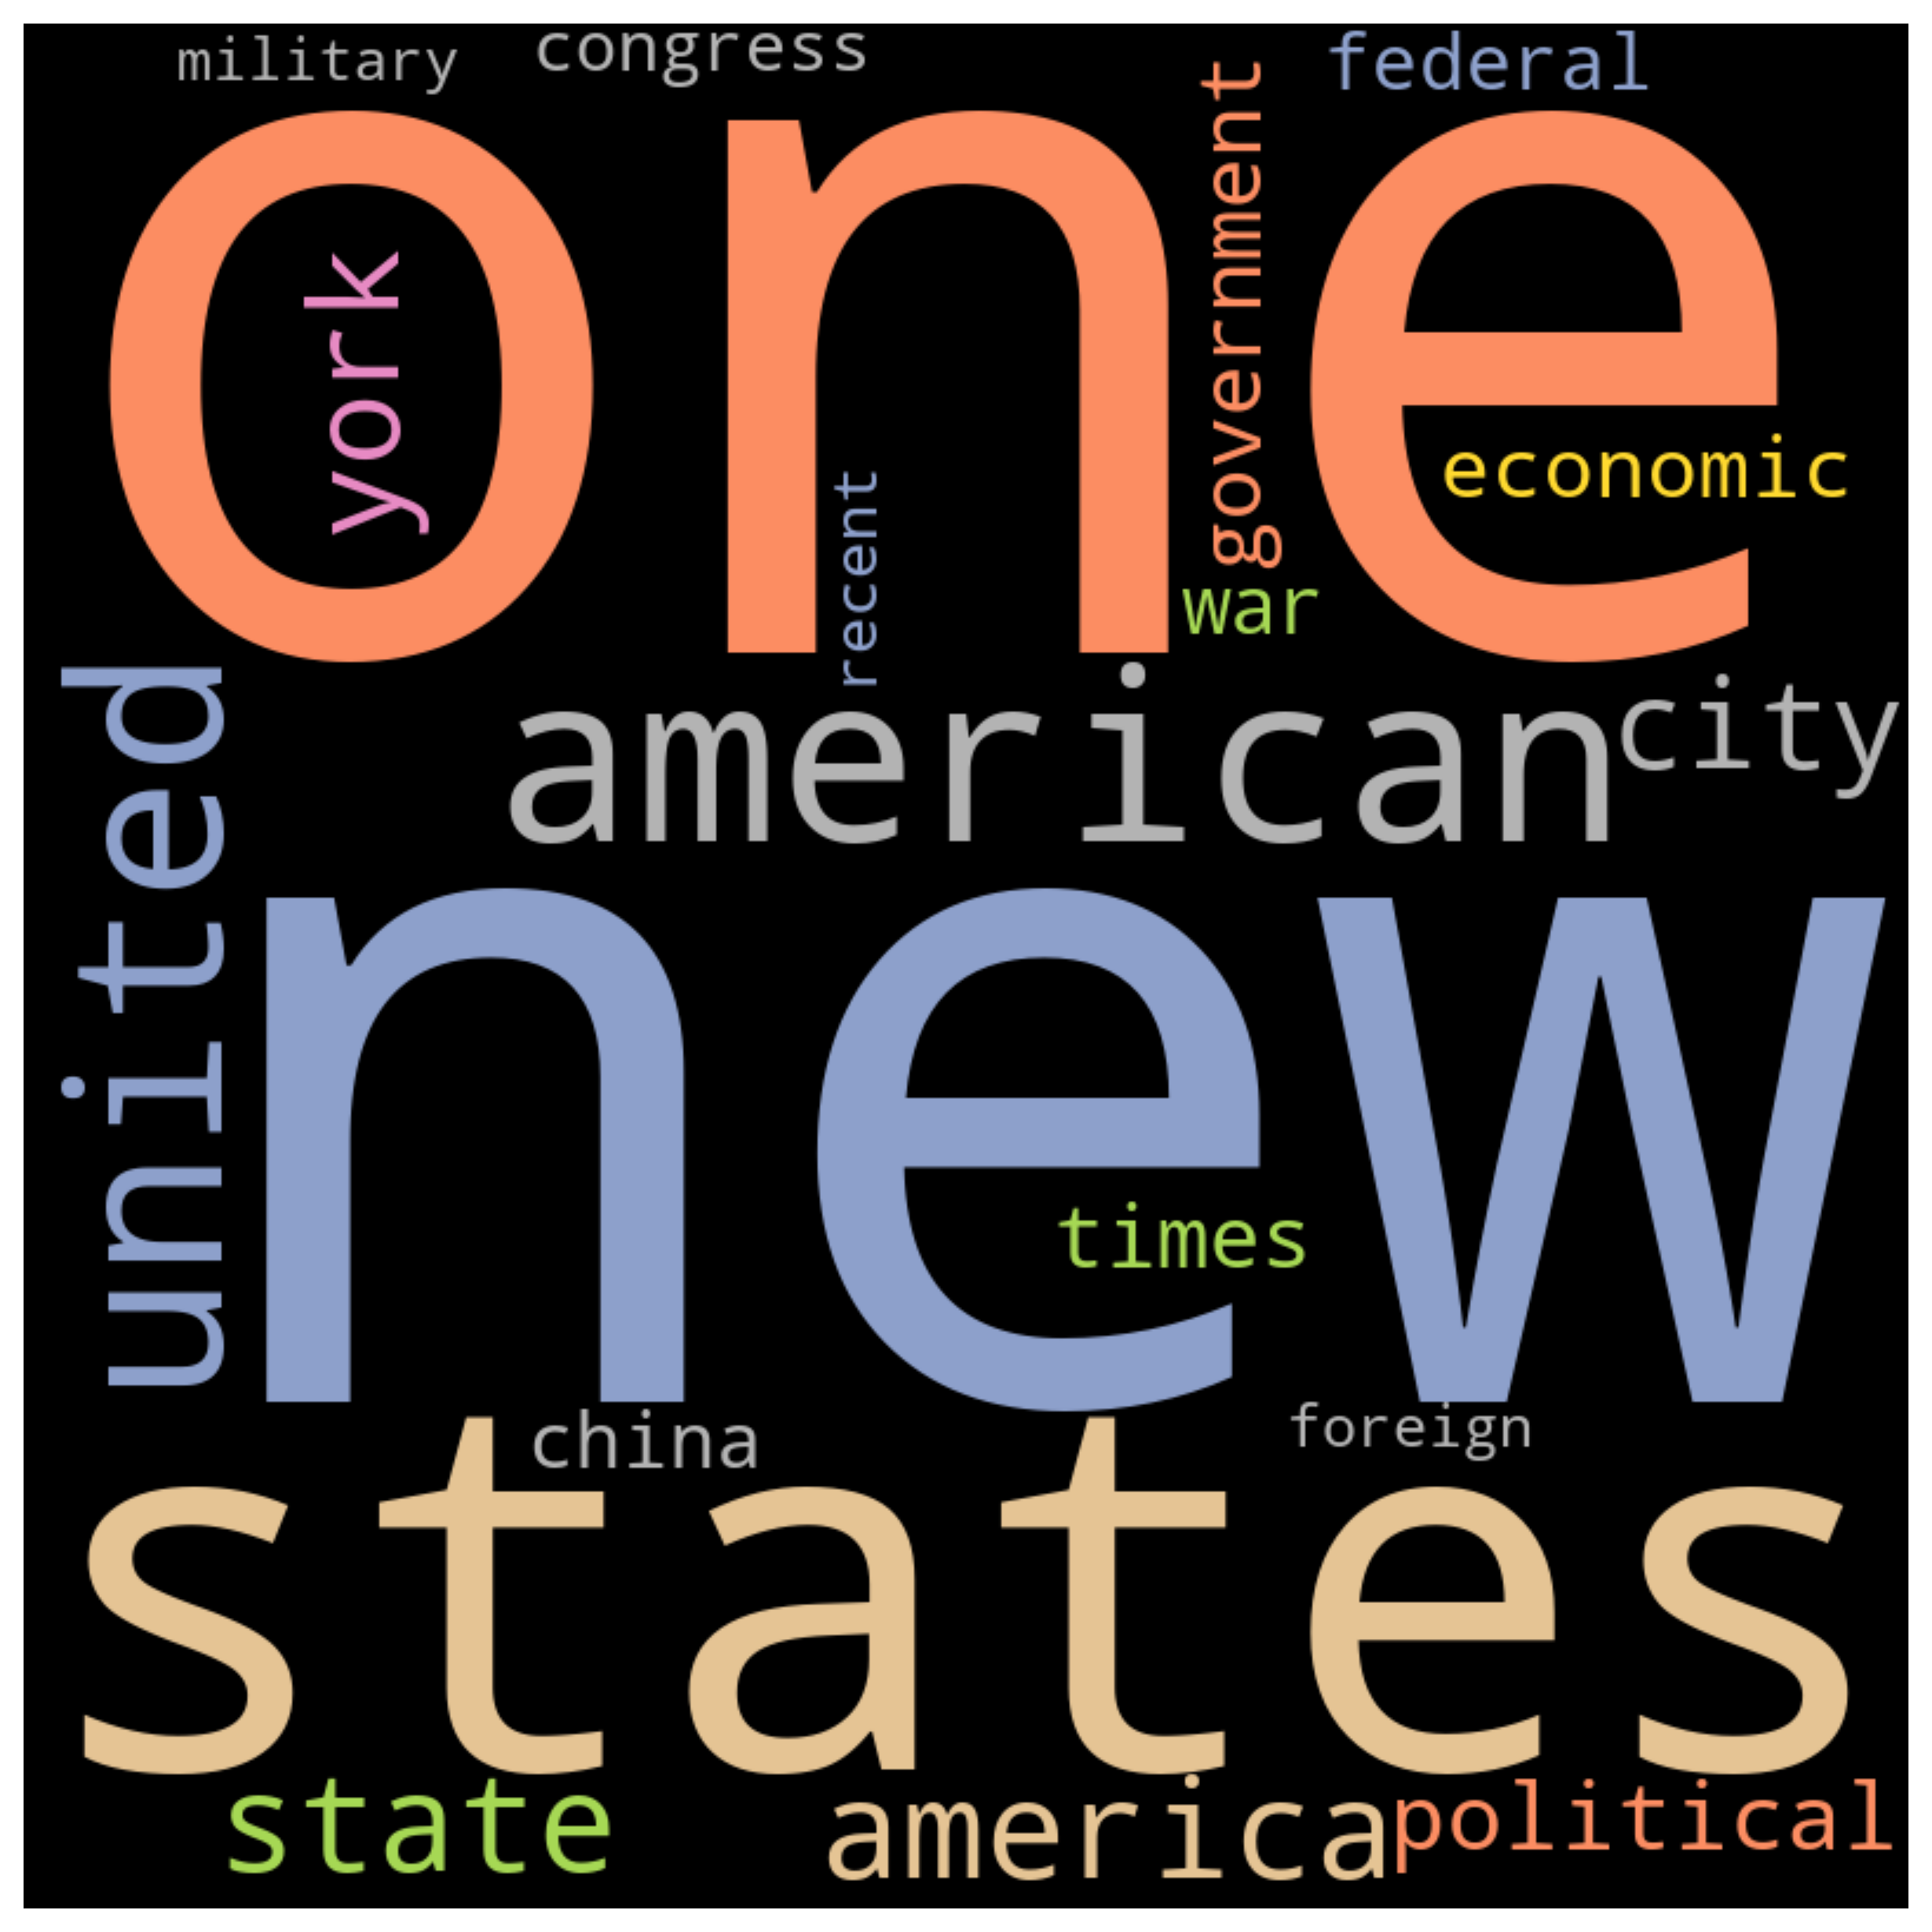 military
congress
federal
one
york
government
economic
recent
war
united
american
city
new
times
china
foreign
states
state
america
political